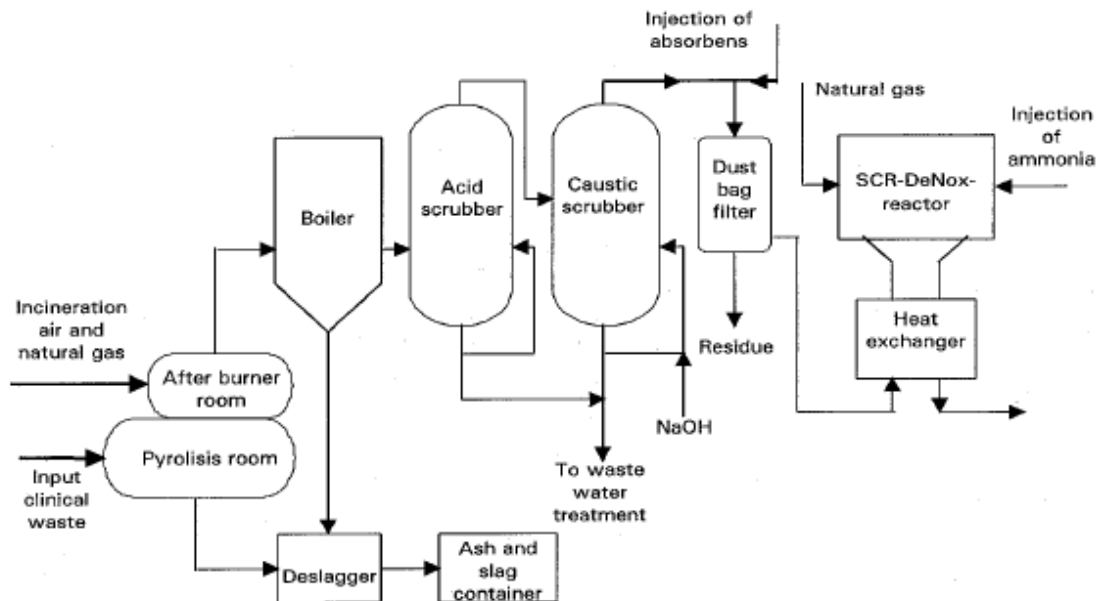 Injection of
absorbens
Natural gas
Injection
of
ammonia
SCR-DeNox-
reactor
Dust
bag
filter
Acid
scrubber
Caustic
scrubber
Boiler
Incineration
air and
natural gas
Heat
exchanger
Residue
After burner
room
NaOH
Pyrolisis room
Input
clinical
waste
To waste
water
treatment
Deslagger
Ash and
slag
container